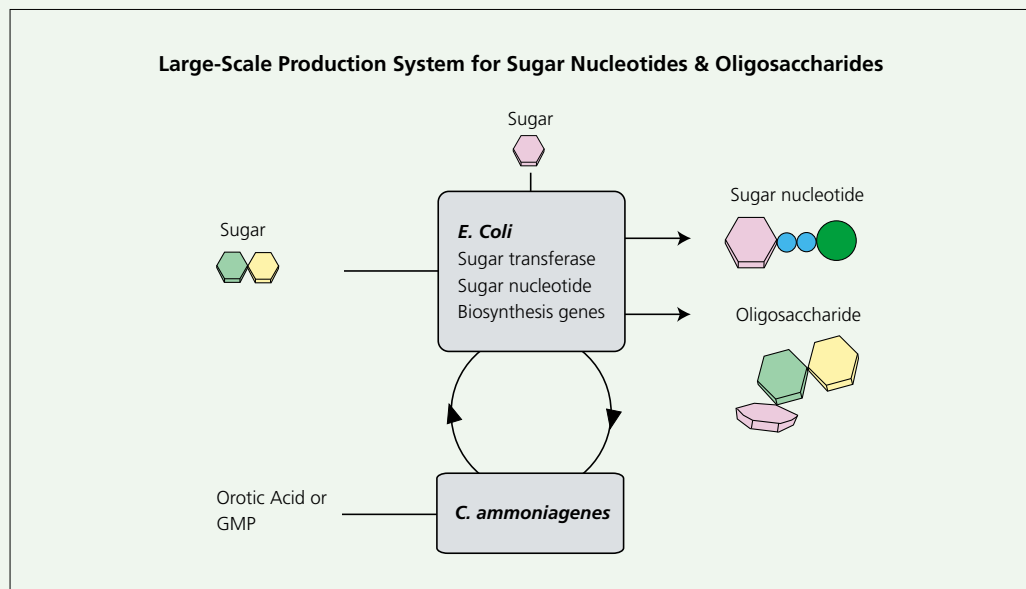 Large-Scale Production System for Sugar Nucleotides & Oligosaccharides
Sugar
Sugar nucleotide
Sugar
E. Coli
Sugar transferase
Sugar nucleotide
Biosynthesis genes
Oligosaccharide
Orotic Acid or
GMP
C. ammoniagenes